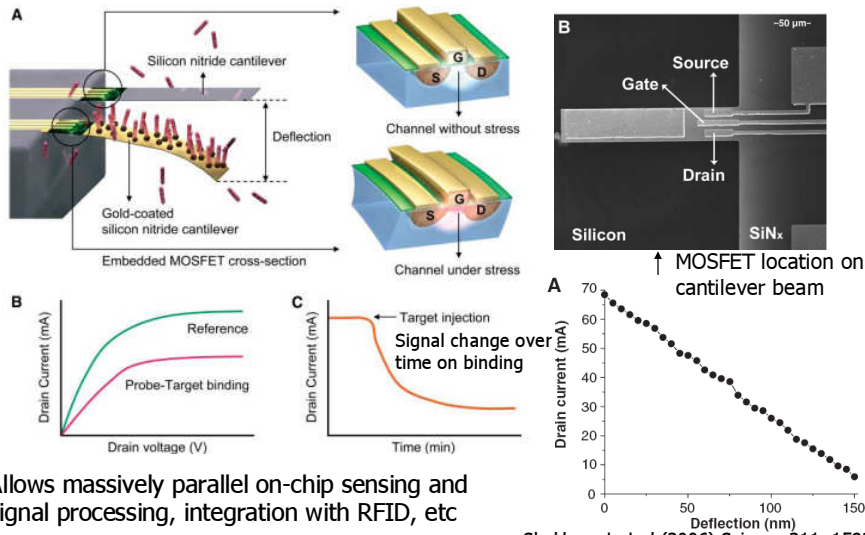 A
Silicon nitride cantilever
Deflection
Gold-coated
silicon nitride cantilever
Embedded MOSFET cross-section
G
S
D
Channel without stress
G
S
D
Channel under stress
B
Drain Current (mA)
Reference
Probe-Target binding
Drain voltage (V)
C
Drain Current (mA)
Target injection
Signal change over
time on binding
Time (min)
B
–50 µm–
Source
Gate
Drain
Silicon
SiNx
MOSFET location on
cantilever beam
A
Drain current (mA)
70
60
50
40
30
20
10
0
0
50
100
150
Deflection (nm)
Allows massively parallel on-chip sensing and
signal processing, integration with RFID, etc
(2006)